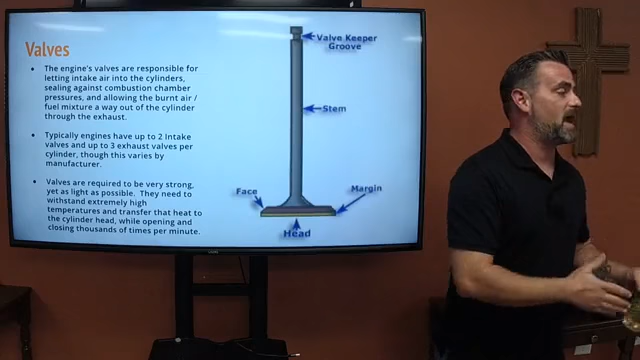 Valves
The engine's valves are responsible for
letting intake air into the cylinders,
sealing against combustion chamber
pressures, and allowing the burnt air /
fuel mixture a way out of the cylinder
through the exhaust.
Typically engines have up to 2 Intake
valves and up to 3 exhaust valves per
cylinder, though this varies by
manufacturer.
Valves are required to be very strong,
yet as light as possible. They need to
withstand extremely high
temperatures and transfer that heat to
the cylinder head, while opening and
closing thousands of times per minute.
Valve Keeper
Groove
Stem
Face
Margin
Head